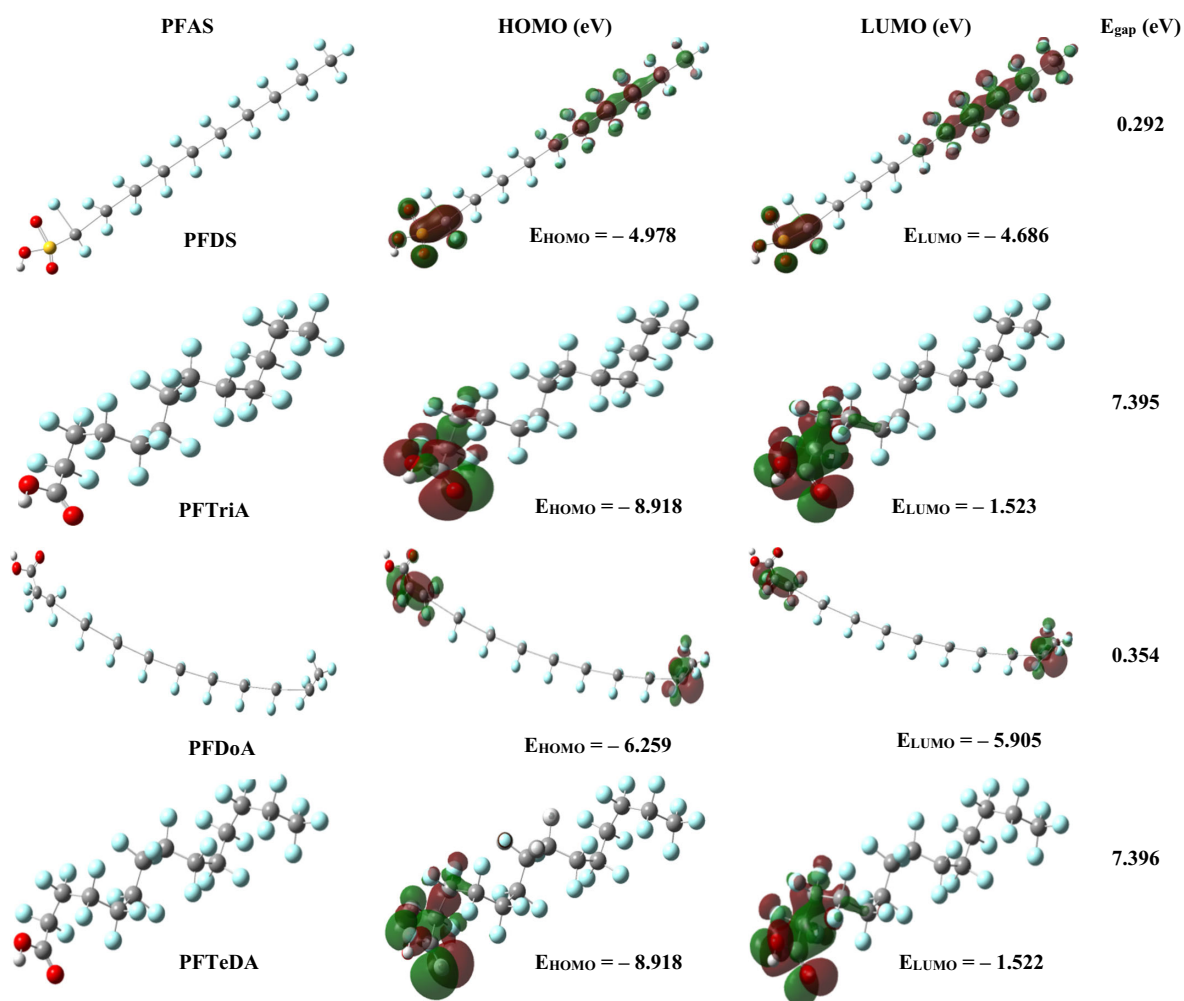 PFAS HOMO (eV) LUMO (eV) Egap (eV)
0.292
PFDS EHOMO = – 4.978 ELUMO = – 4.686
7.395
PFTriA EHOMO = – 8.918 ELUMO = – 1.523
0.354
PFDoA EHOMO = – 6.259 ELUMO = – 5.905
7.396
PFTeDA EHOMO = – 8.918 ELUMO = – 1.522